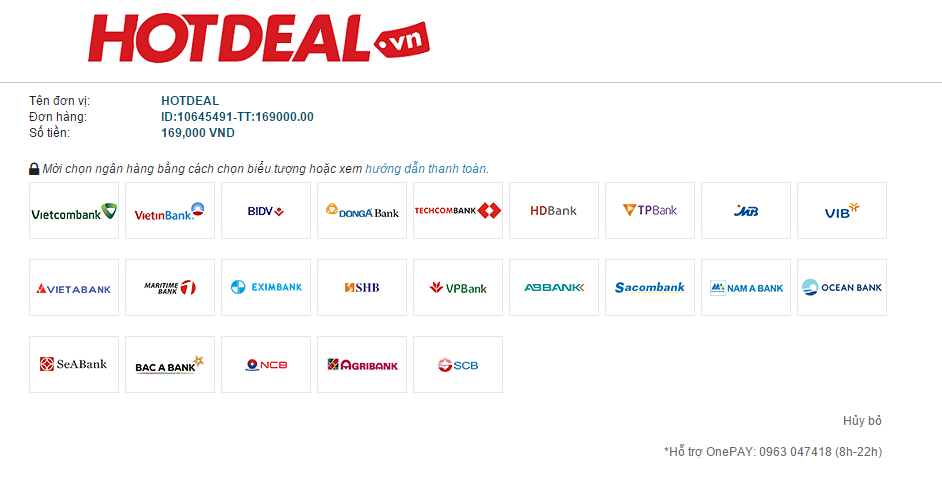 HOTDEAL.vn
Tên đơn vị: HOTDEAL
Đơn hàng: ID:10645491-TT:169000.00
Số tiền: 169,000 VND
Mời chọn ngân hàng bằng cách chọn biểu tượng hoặc xem hướng dẫn thanh toán.
Vietcombank VietinBank BIDV DONGA Bank TECHCOMBANK HDBank TPBank MB VIB
VIETABANK MARITIME BANK EXIMBANK SHB VPBank ABBANK Sacombank NAM A BANK OCEAN BANK
SeABank BAC A BANK NCB AGRIBANK SCB
Hủy bỏ
*Hỗ trợ OnePAY: 0963 047418 (8h-22h)